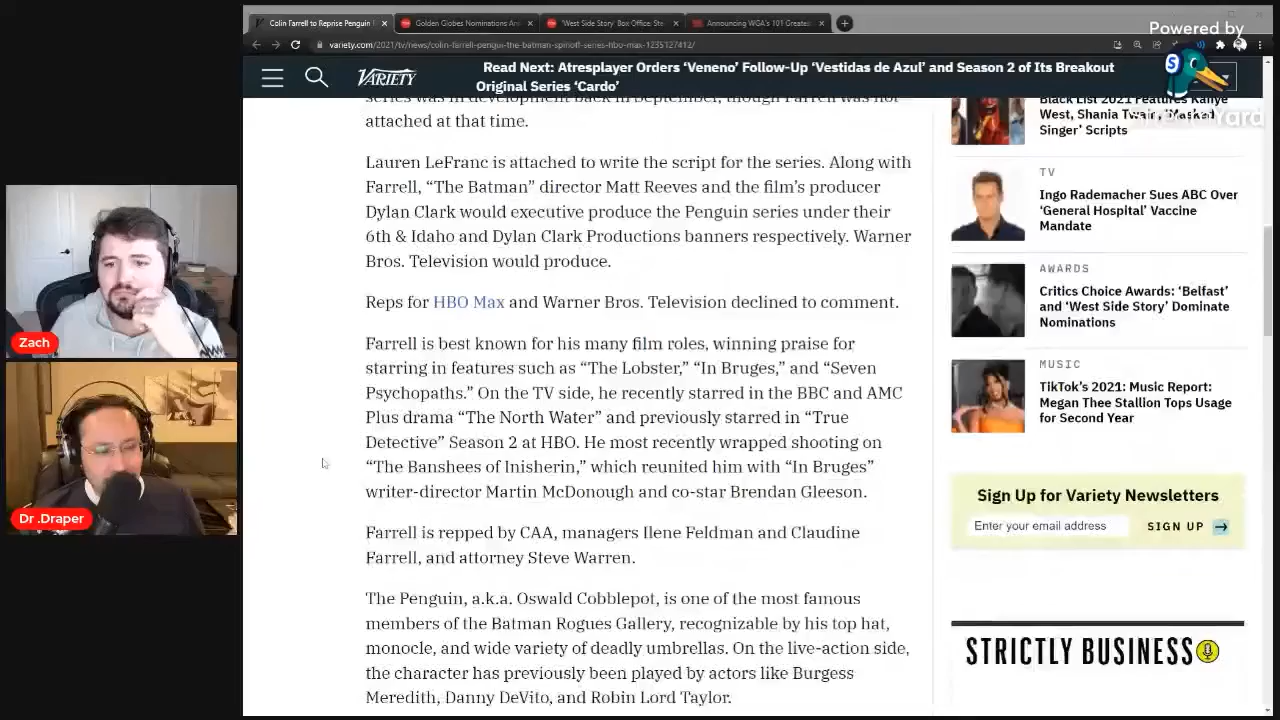 Colin Farrell to Reprise Penguin
Golden Globes Nominations An
'West Side Story' Box Office: Ste
Announcing WGA's 101 Greates
Powered by
variety.com/2021/tv/news/colin-farrell-pengui-the-batman-spinoff-series-hbo-max-1235127412/
VARIETY
Read Next: Atresplayer Orders ‘Veneno’ Follow-Up ‘Vestidas de Azul’ and Season 2 of Its Breakout
Original Series ‘Cardo’
series was in development back in September, though Farrell was not
attached at that time.
Lauren LeFranc is attached to write the script for the series. Along with
Farrell, “The Batman” director Matt Reeves and the film’s producer
Dylan Clark would executive produce the Penguin series under their
6th & Idaho and Dylan Clark Productions banners respectively. Warner
Bros. Television would produce.
Reps for HBO Max and Warner Bros. Television declined to comment.
Farrell is best known for his many film roles, winning praise for
starring in features such as “The Lobster,” “In Bruges,” and “Seven
Psychopaths.” On the TV side, he recently starred in the BBC and AMC
Plus drama “The North Water” and previously starred in “True
Detective” Season 2 at HBO. He most recently wrapped shooting on
“The Banshees of Inisherin,” which reunited him with “In Bruges”
writer-director Martin McDonough and co-star Brendan Gleeson.
Farrell is repped by CAA, managers Ilene Feldman and Claudine
Farrell, and attorney Steve Warren.
The Penguin, a.k.a. Oswald Cobblepot, is one of the most famous
members of the Batman Rogues Gallery, recognizable by his top hat,
monocle, and wide variety of deadly umbrellas. On the live-action side,
the character has previously been played by actors like Burgess
Meredith, Danny DeVito, and Robin Lord Taylor.
Black List 2021 Features Kanye
West, Shania Twain, ‘Masked
Singer’ Scripts
TV
Ingo Rademacher Sues ABC Over
‘General Hospital’ Vaccine
Mandate
AWARDS
Critics Choice Awards: ‘Belfast’
and ‘West Side Story’ Dominate
Nominations
MUSIC
TikTok’s 2021: Music Report:
Megan Thee Stallion Tops Usage
for Second Year
Sign Up for Variety Newsletters
Enter your email address
SIGN UP
STRICTLY BUSINESS
Zach
Dr .Draper